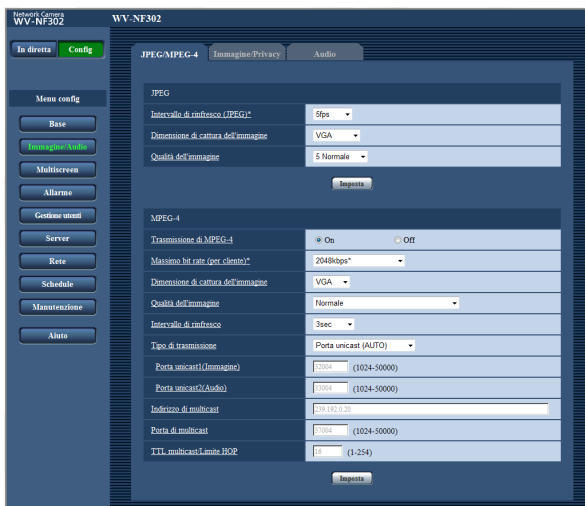 Network Camera
WV-NF302
WV-NF302
In diretta Config
JPEG/MPEG-4 Immagine/Privacy Audio
Menu config
Base
Immagine/Audio
Multiscreen
Allarme
Gestione utenti
Server
Rete
Schedule
Manutenzione
Aiuto
JPEG
Intervallo di rinfresco (JPEG)* 5fps
Dimensione di cattura dell'immagine VGA
Qualità dell'immagine 5 Normale
Imposta
MPEG-4
Trasmissione di MPEG-4 On Off
Massimo bit rate (per cliente)* 2048kbps*
Dimensione di cattura dell'immagine VGA
Qualità dell'immagine Normale
Intervallo di rinfresco 3sec
Tipo di trasmissione Porta unicast (AUTO)
Porta unicast1(Immagine) 32004 (1024-50000)
Porta unicast2(Audio) 33004 (1024-50000)
Indirizzo di multicast 239.192.0.20
Porta di multicast 37004 (1024-50000)
TTL multicast/Limite HOP 16 (1-254)
Imposta